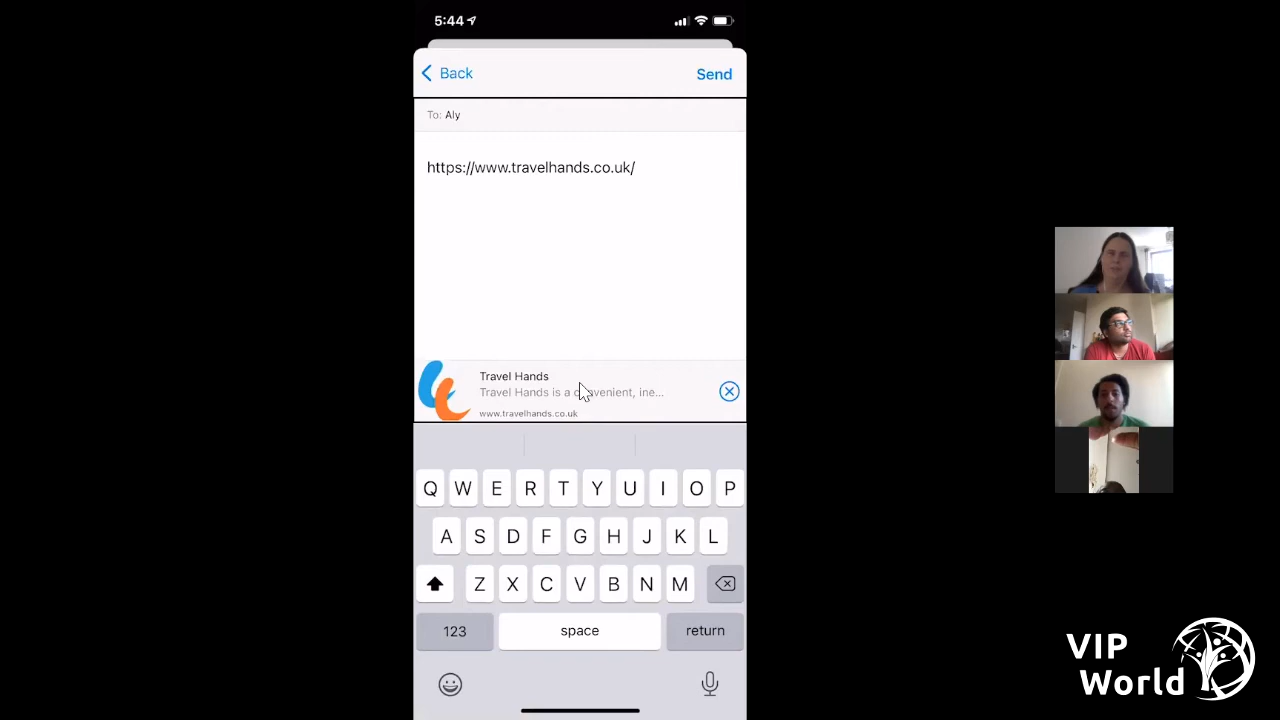 5:44
Back
Send
To: Aly
https://www.travelhands.co.uk/
Travel Hands
Travel Hands is a convenient, ine...
www.travelhands.co.uk
Q W E R T Y U I O P
A S D F G H J K L
Z X C V B N M
123
space
return
VIP
World